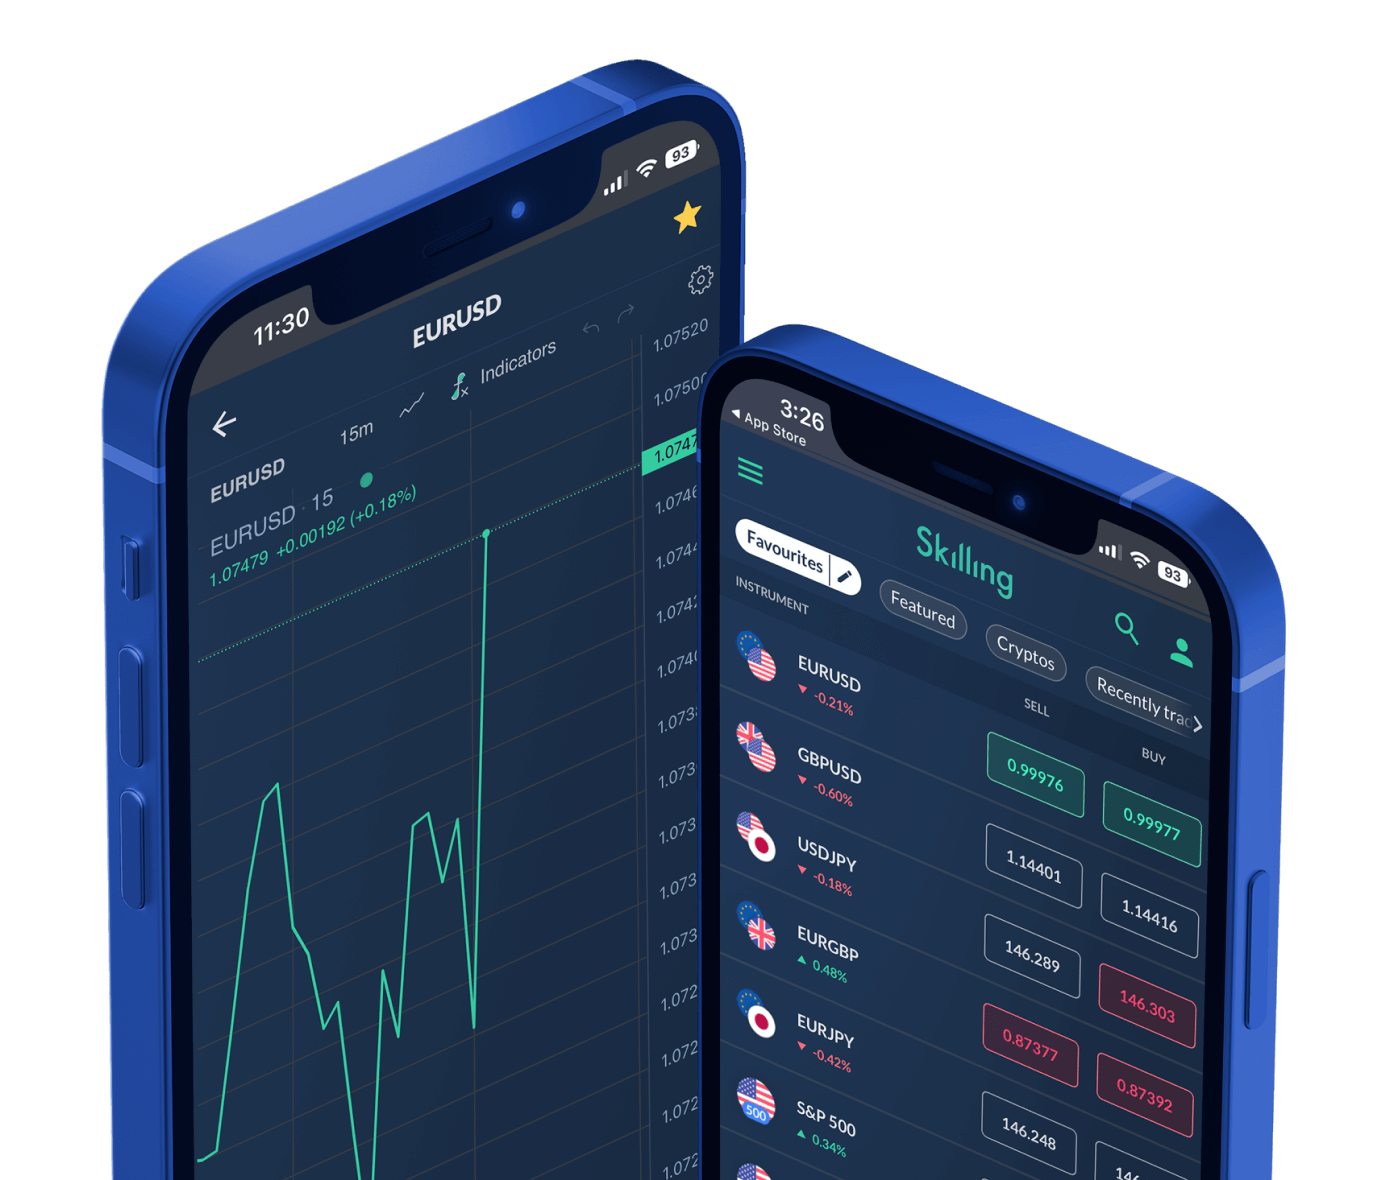 11:30
93
EURUSD
15m
Indicators
EURUSD
EURUSD · 15
1.07479 +0.00192 (+0.18%)
1.07520
1.0750
1.0747
1.0746
1.0744
1.0742
1.0740
1.073
1.073
1.073
1.073
1.073
1.072
1.072
1.072
1.072
3:26
App Store
93
Skilling
Favourites
Featured
Cryptos
Recently trac
INSTRUMENT
SELL
BUY
EURUSD
-0.21%
0.99976
0.99977
GBPUSD
-0.60%
1.14401
1.14416
USDJPY
-0.18%
146.289
146.303
EURGBP
0.48%
0.87377
0.87392
EURJPY
-0.42%
146.248
146
500
S&P 500
0.34%